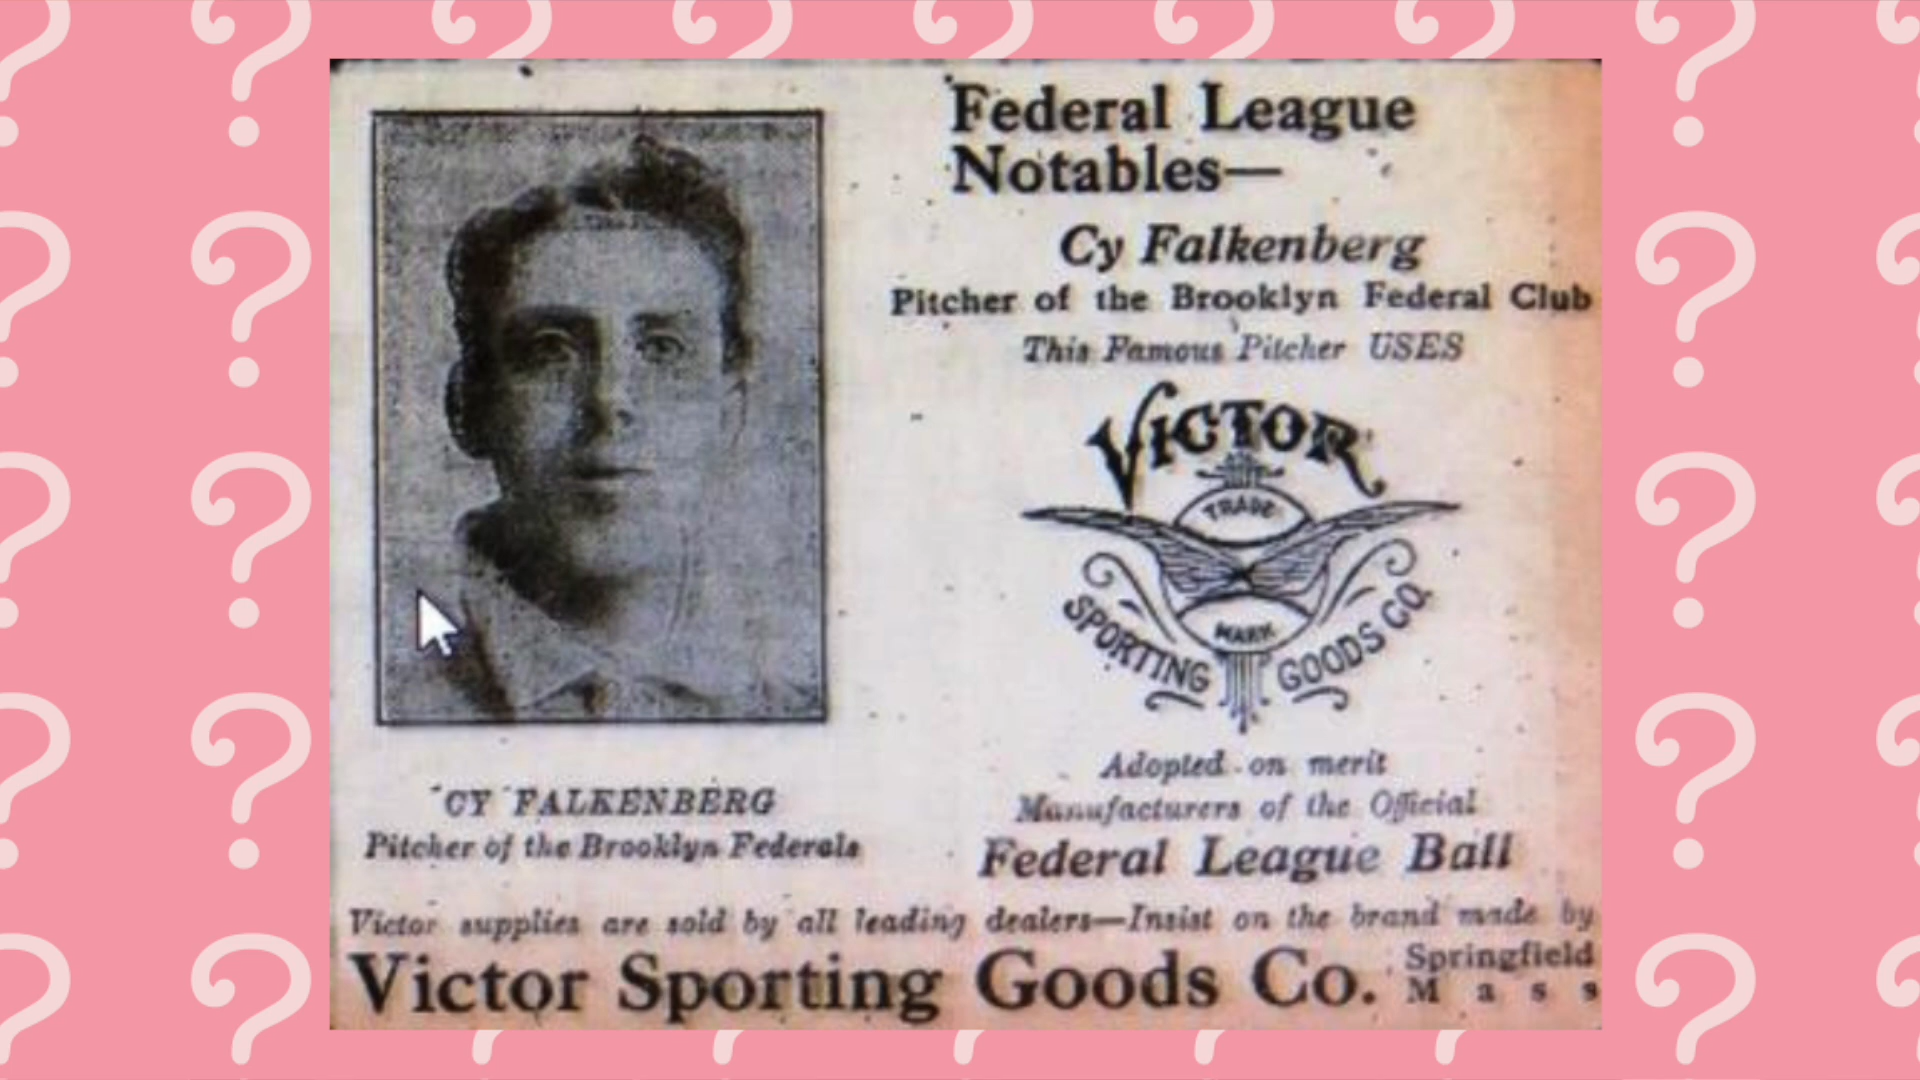 Federal League
Notables—
Cy Falkenberg
Pitcher of the Brooklyn Federal Club
This Famous Pitcher USES
VICTOR
TRADE
MARK
SPORTING GOODS CO.
Adopted on merit
Manufacturers of the Official
Federal League Ball
"CY" FALKENBERG
Pitcher of the Brooklyn Federals
Victor supplies are sold by all leading dealers—Insist on the brand made by
Victor Sporting Goods Co. Springfield
Mass